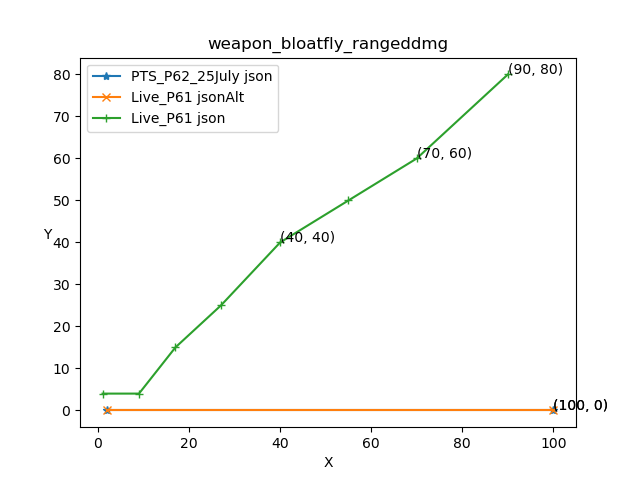 weapon_bloatfly_rangeddmg
PTS_P62_25July json
Live_P61 jsonAlt
Live_P61 json
(90, 80)
(70, 60)
(40, 40)
(100, 0)
Y
80
70
60
50
40
30
20
10
0
0 20 40 60 80 100
X